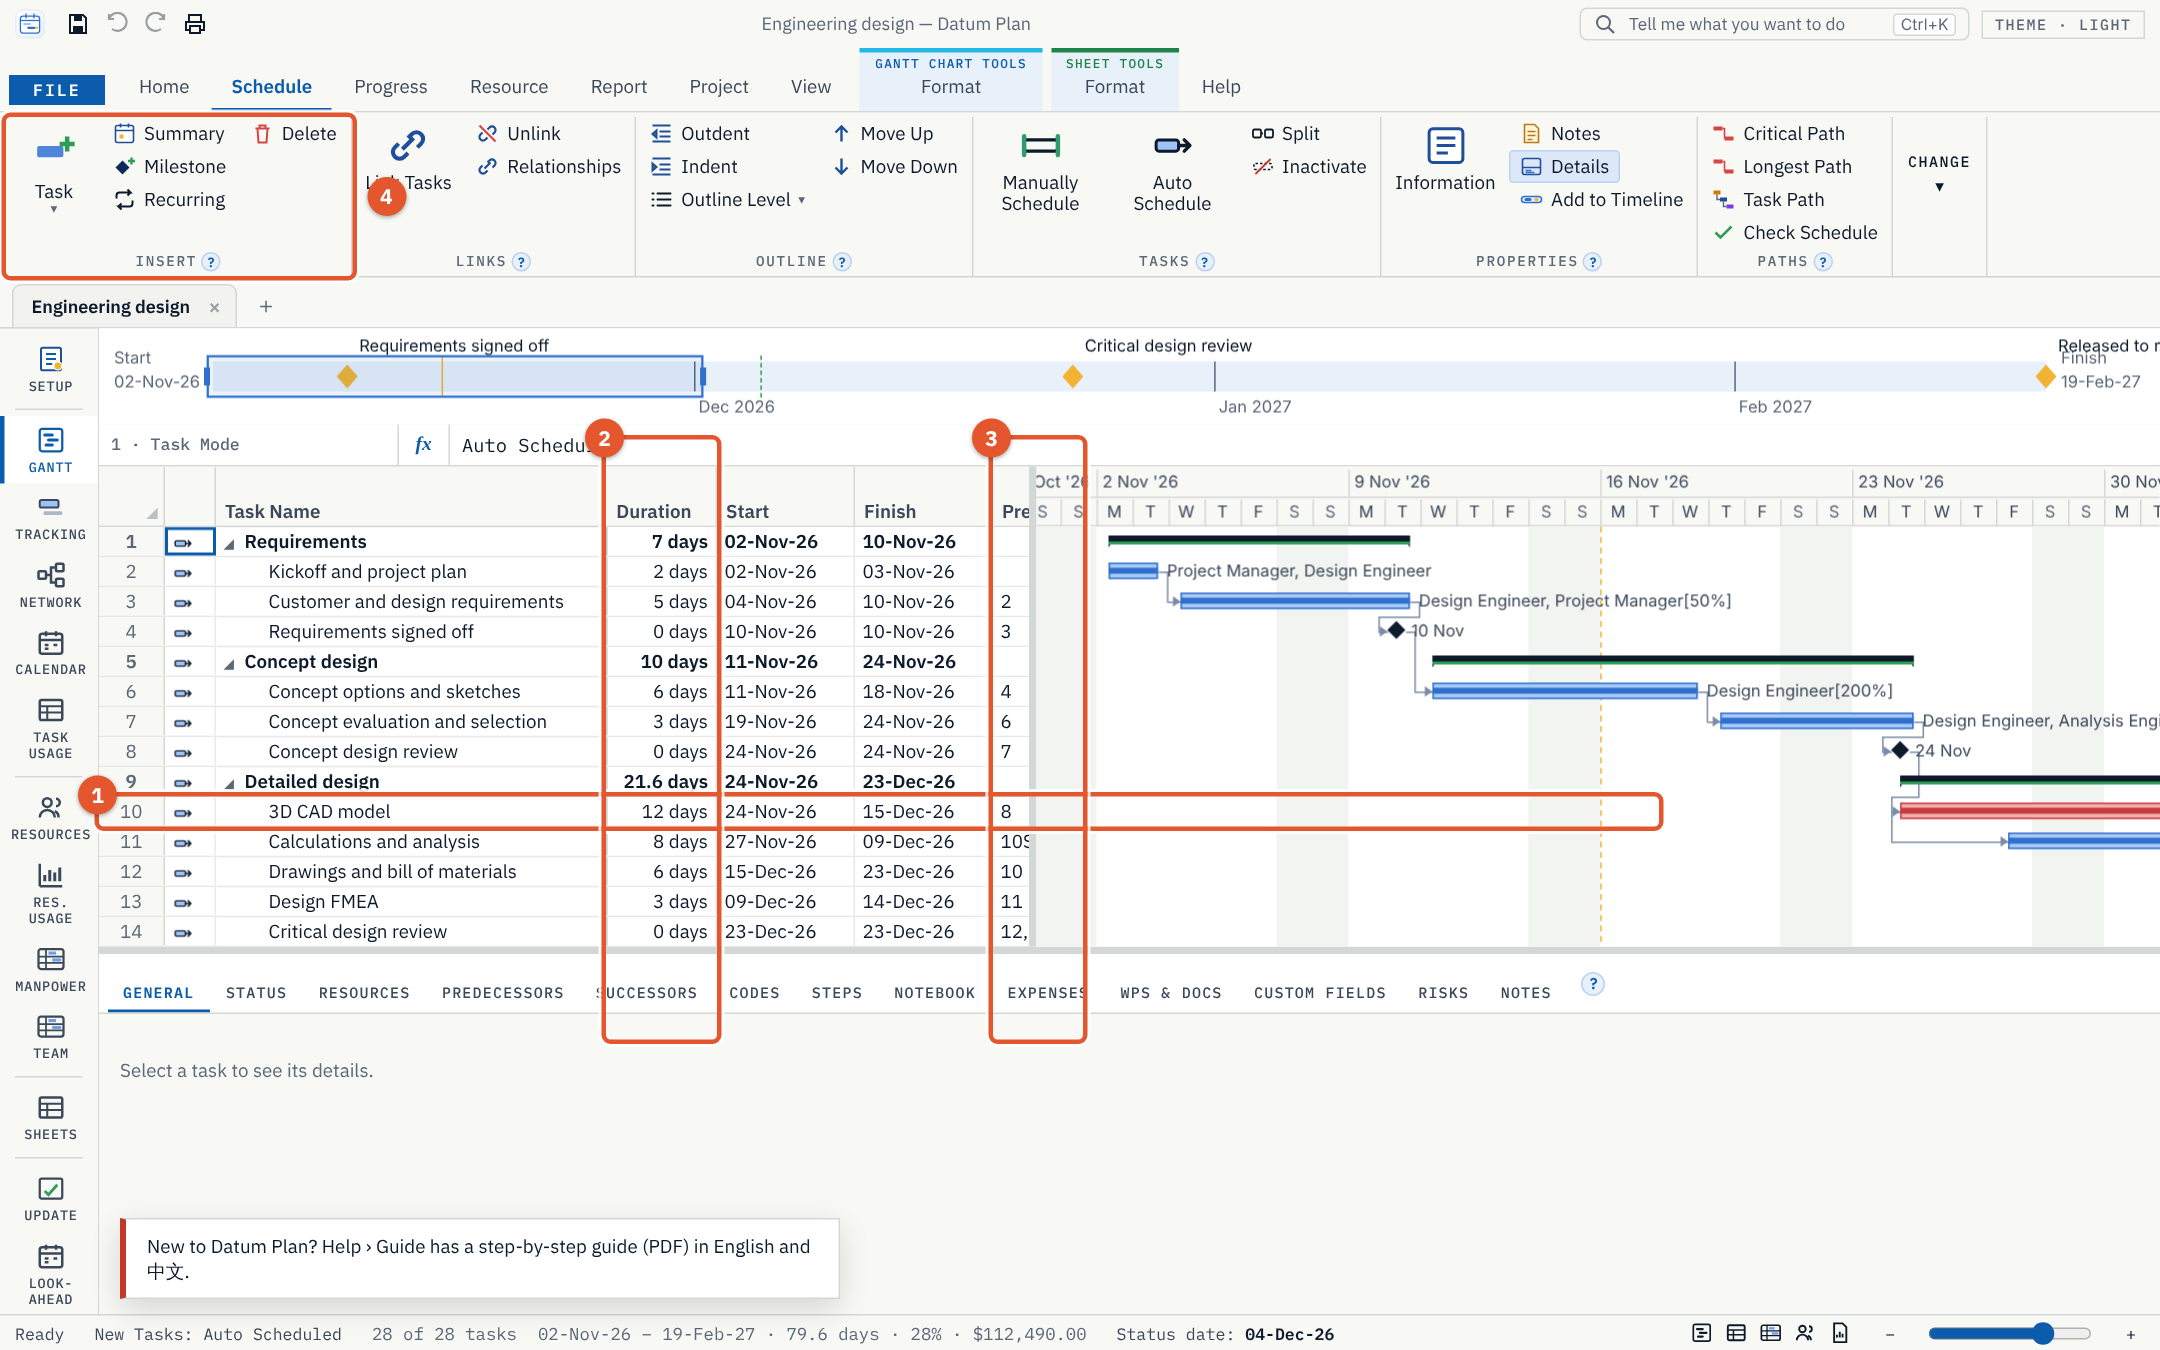 Engineering design — Datum Plan
Tell me what you want to do
Ctrl+K
THEME · LIGHT
GANTT CHART TOOLS
SHEET TOOLS
FILE
Home
Schedule
Progress
Resource
Report
Project
View
Format
Format
Help
Task
Summary
Delete
Milestone
Recurring
INSERT ?
4
Tasks
Unlink
Relationships
LINKS ?
Outdent
Move Up
Indent
Move Down
Outline Level
OUTLINE ?
Manually
Schedule
Auto
Schedule
Split
Inactivate
TASKS ?
Information
Notes
Details
Add to Timeline
PROPERTIES ?
Critical Path
Longest Path
Task Path
Check Schedule
PATHS ?
CHANGE
Engineering design ×
+
SETUP
GANTT
TRACKING
NETWORK
CALENDAR
TASK
USAGE
RESOURCES
RES.
USAGE
MANPOWER
TEAM
SHEETS
UPDATE
LOOK-
AHEAD
Requirements signed off
Critical design review
Released to
Start
02-Nov-26
Finish
19-Feb-27
Dec 2026
Jan 2027
Feb 2027
1 · Task Mode
fx
Auto
2
3
Task Name Duration Start Finish
1 Requirements 7 days 02-Nov-26 10-Nov-26
2 Kickoff and project plan 2 days 02-Nov-26 03-Nov-26
3 Customer and design requirements 5 days 04-Nov-26 10-Nov-26 2
4 Requirements signed off 0 days 10-Nov-26 10-Nov-26 3
5 Concept design 10 days 11-Nov-26 24-Nov-26
6 Concept options and sketches 6 days 11-Nov-26 18-Nov-26 4
7 Concept evaluation and selection 3 days 19-Nov-26 24-Nov-26 6
8 Concept design review 0 days 24-Nov-26 24-Nov-26 7
9 Detailed design 21.6 days 24-Nov-26 23-Dec-26
1
10 3D CAD model 12 days 24-Nov-26 15-Dec-26 8
11 Calculations and analysis 8 days 27-Nov-26 09-Dec-26
12 Drawings and bill of materials 6 days 15-Dec-26 23-Dec-26 10
13 Design FMEA 3 days 09-Dec-26 14-Dec-26 11
14 Critical design review 0 days 23-Dec-26 23-Dec-26 12,
Oct '26 2 Nov '26 9 Nov '26 16 Nov '26 23 Nov '26 30
S S M T W T F S S M T W T F S S M T W T F S S M T W T F S S M T
Project Manager, Design Engineer
Design Engineer, Project Manager[50%]
10 Nov
Design Engineer[200%]
Design Engineer, Analysis
24 Nov
GENERAL STATUS RESOURCES PREDECESSORS SUCCESSORS CODES STEPS NOTEBOOK EXPENSES WPS & DOCS CUSTOM FIELDS RISKS NOTES ?
Select a task to see its details.
New to Datum Plan? Help › Guide has a step-by-step guide (PDF) in English and
中文.
Ready New Tasks: Auto Scheduled 28 of 28 tasks 02-Nov-26 – 19-Feb-27 · 79.6 days · 28% · $112,490.00 Status date: 04-Dec-26
− +